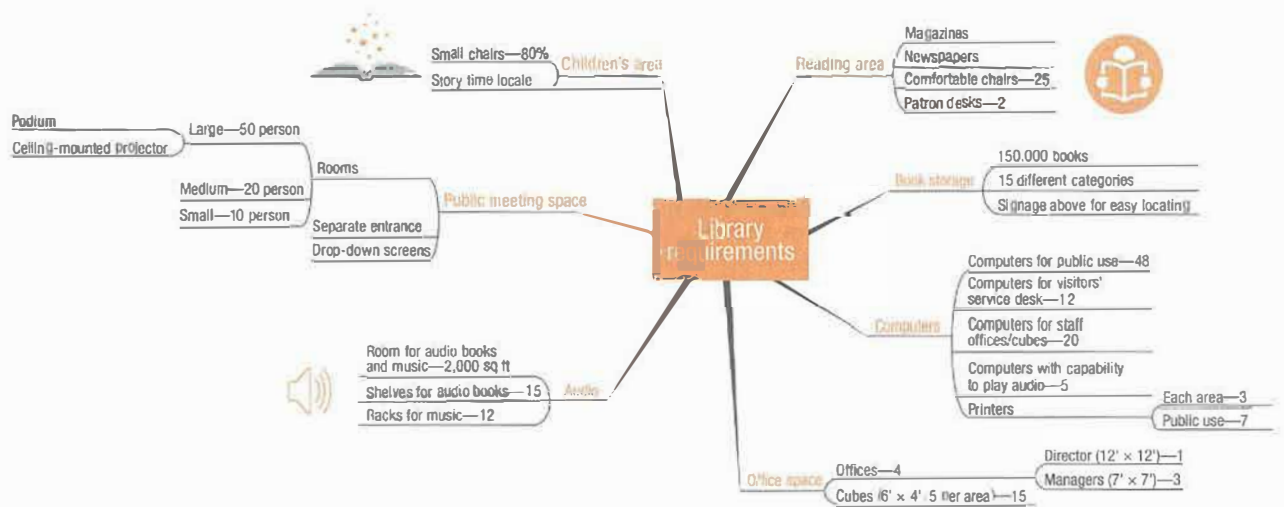 Library
requirements
Children's area
Small chairs—80%
Story time locale
Reading area
Magazines
Newspapers
Comfortable chairs—25
Patron desks—2
Public meeting space
Rooms
Large—50 person
Podium
Ceiling-mounted projector
Medium—20 person
Small—10 person
Separate entrance
Drop-down screens
Book storage
150.000 books
15 different categories
Signage above for easy locating
Computers
Computers for public use—48
Computers for visitors'
service desk—12
Computers for staff
offices/cubes—20
Computers with capability
to play audio—5
Printers
Each area—3
Public use—7
Audio
Room for audio books
and music—2,000 sq ft
Shelves for audio books—15
Racks for music—12
Office space
Offices—4
Director (12' × 12')—1
Managers (7' × 7')—3
Cubes (6' × 4' 5 per area)—15